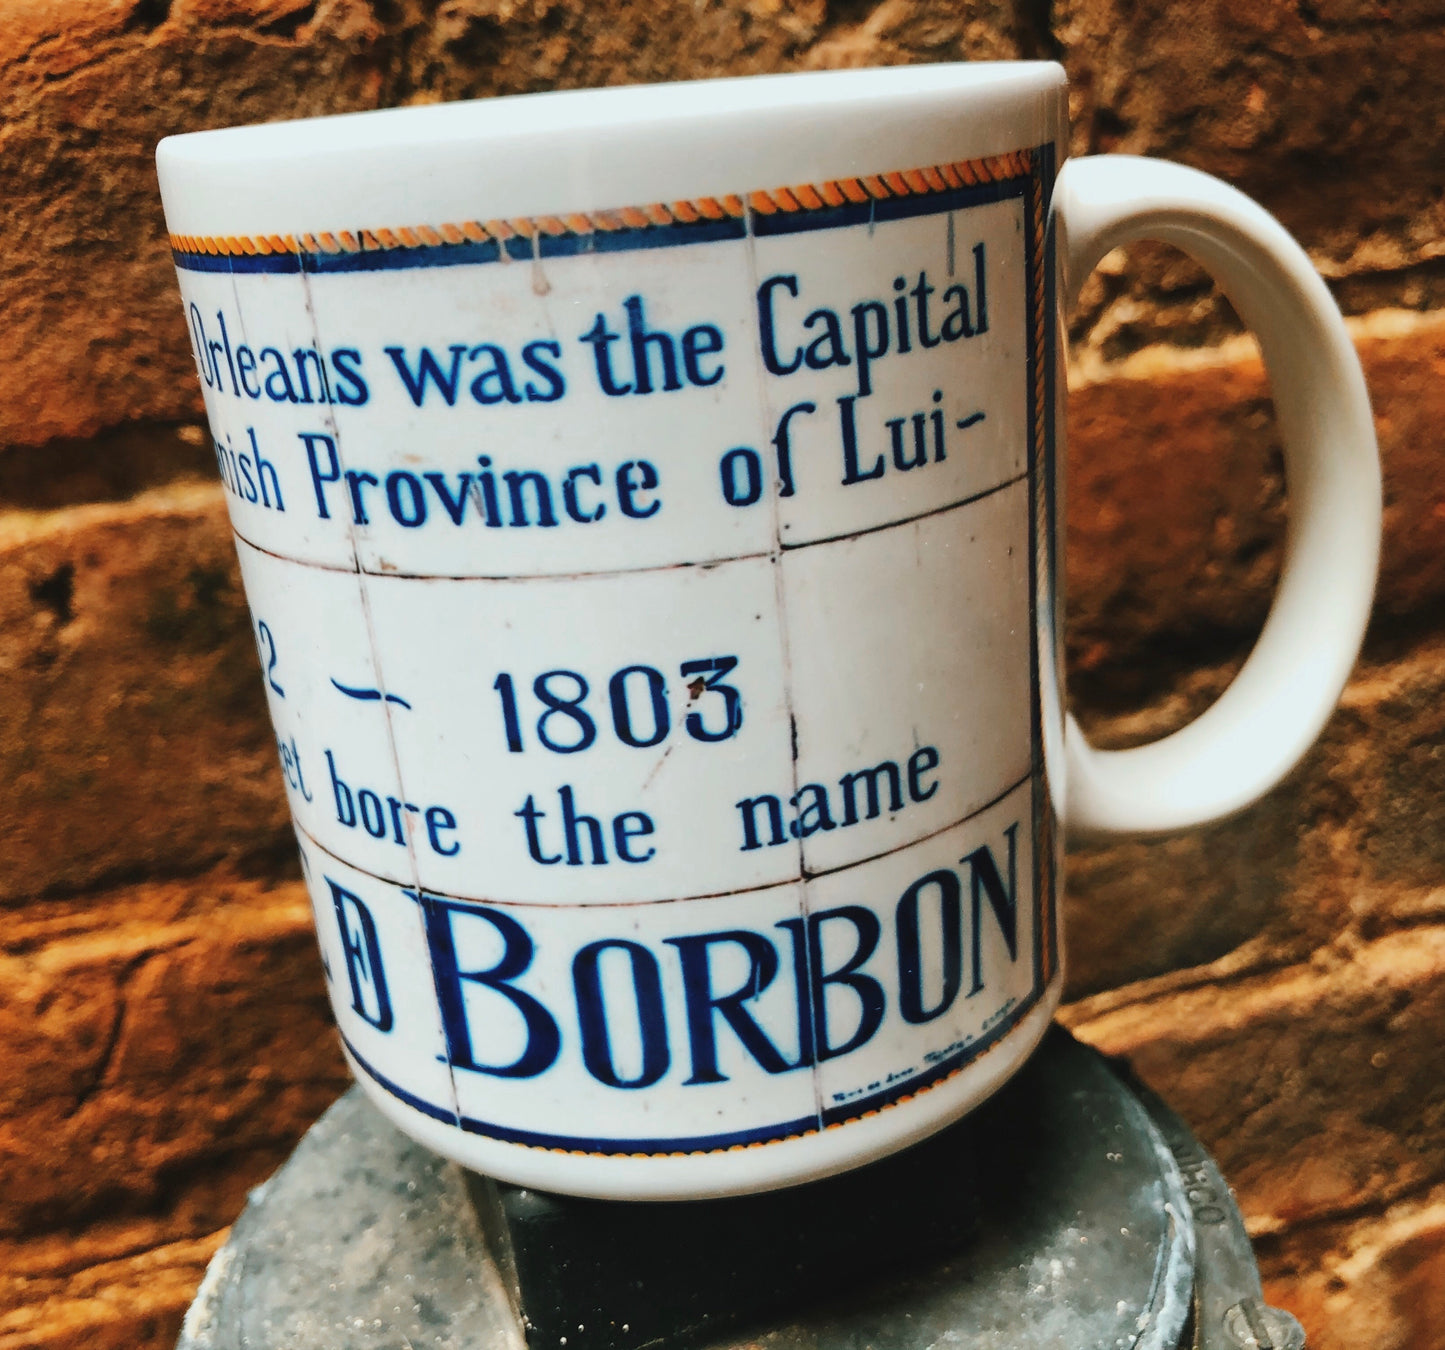 Orleans was the Capital
nish Province of Lui-
2 — 1803
et bore the name
E D BORBON